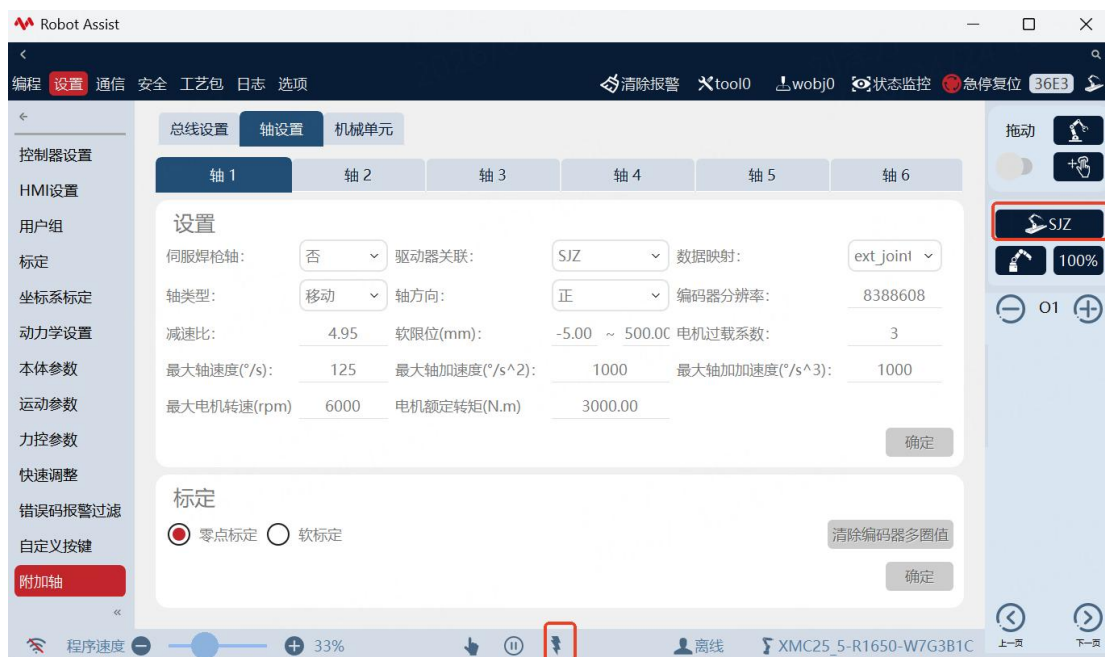 Robot Assist
编程 设置 通信 安全 工艺包 日志 选项 清除报警 tool0 wobj0 状态监控 急停复位 36E3
控制器设置
HMI设置
用户组
标定
坐标系标定
动力学设置
本体参数
运动参数
力控参数
快速调整
错误码报警过滤
自定义按键
附加轴
总线设置 轴设置 机械单元
轴 1 轴 2 轴 3 轴 4 轴 5 轴 6
设置
伺服焊枪轴: 否 驱动器关联: SJZ 数据映射: ext_joint
轴类型: 移动 轴方向: 正 编码器分辨率: 8388608
减速比: 4.95 软限位(mm): -5.00 ~ 500.00 电机过载系数: 3
最大轴速度(°/s): 125 最大轴加速度(°/s^2): 1000 最大轴加加速度(°/s^3): 1000
最大电机转速(rpm) 6000 电机额定转矩(N.m) 3000.00
确定
标定
零点标定 软标定 清除编码器多圈值
确定
拖动
SJZ
100%
O1
上一页 下一页
程序速度 33% 离线 XMC25_5-R1650-W7G3B1C